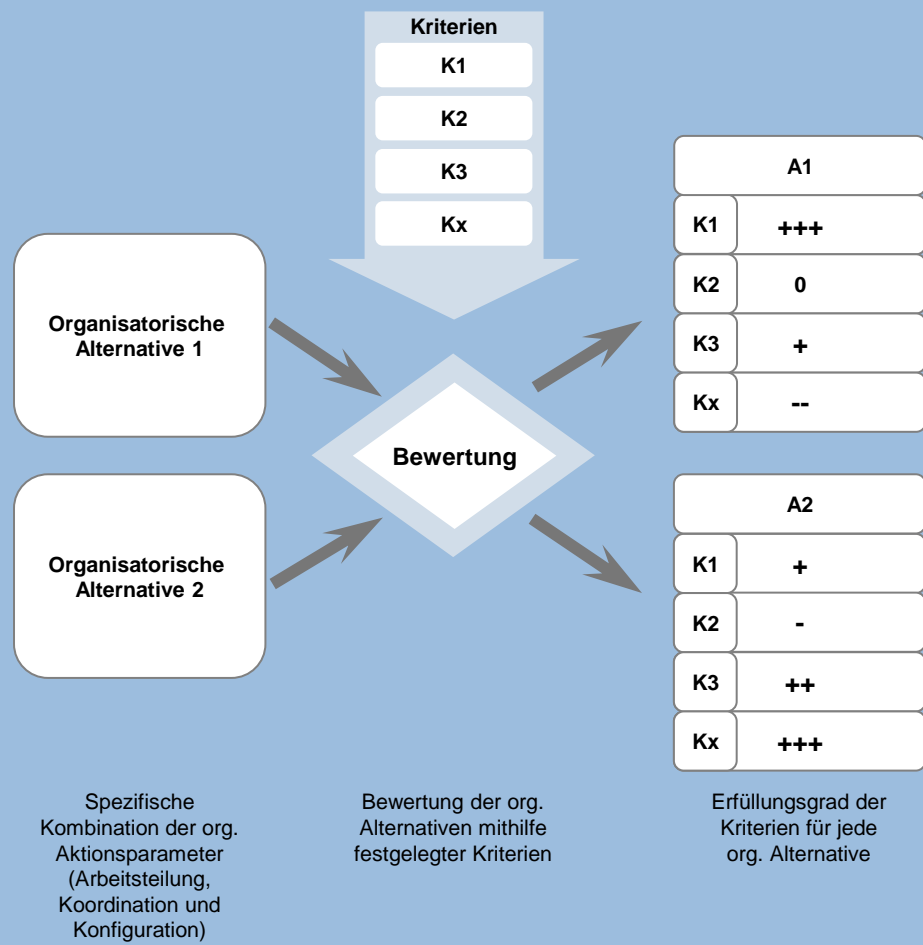 Kriterien
K1
K2
K3
Kx
Organisatorische
Alternative 1
Organisatorische
Alternative 2
Bewertung
A1
K1 +++
K2 0
K3 +
Kx --
A2
K1 +
K2 -
K3 ++
Kx +++
Spezifische
Kombination der org.
Aktionsparameter
(Arbeitsteilung,
Koordination und
Konfiguration)
Bewertung der org.
Alternativen mithilfe
festgelegter Kriterien
Erfüllungsgrad der
Kriterien für jede
org. Alternative